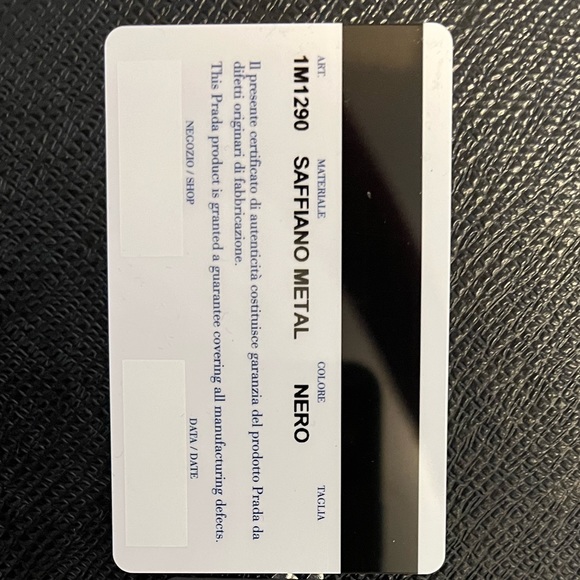 ART. MATERIALE COLORE TAGLIA
1M1290 SAFFIANO METAL NERO
Il presente certificato di autenticità costituisce garanzia del prodotto Prada da
difetti originari di fabbricazione.
This Prada product is granted a guarantee covering all manufacturing defects.
NEGOZIO / SHOP DATA / DATE